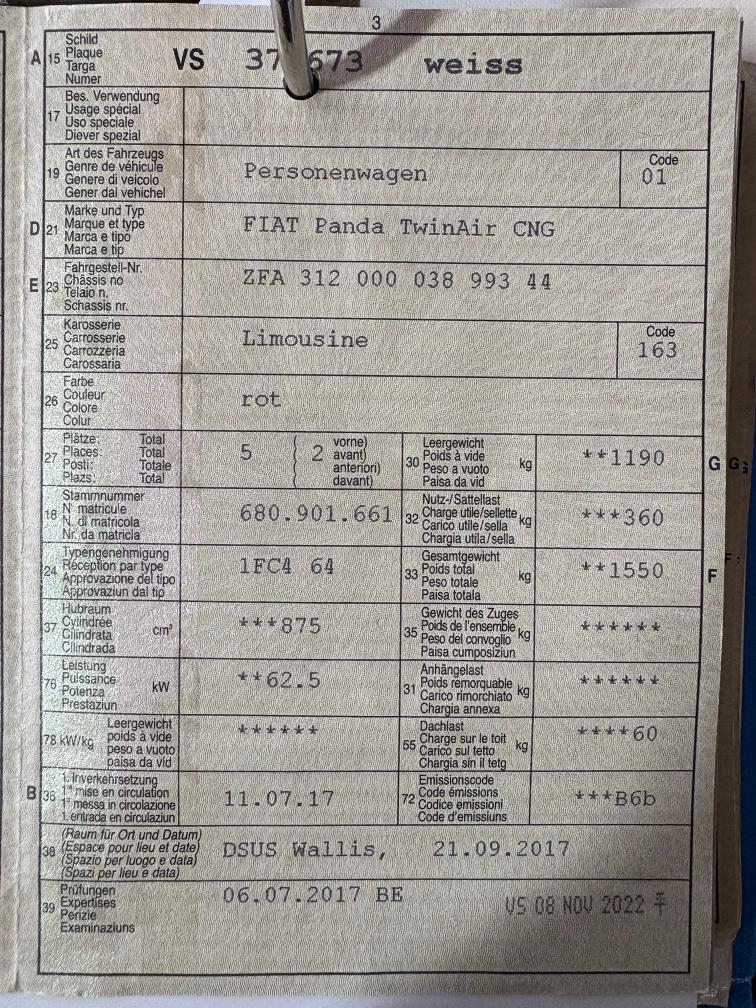 3
A 15 Schild
Plaque
Targa
Numer
VS 37 673 weiss
17 Bes. Verwendung
Usage spécial
Uso speciale
Diever spezial
19 Art des Fahrzeugs
Genre de véhicule
Genere di veicolo
Gener dal vehichel
Personenwagen
Code
01
D 21 Marke und Typ
Marque et type
Marca e tipo
Marca e tip
FIAT Panda TwinAir CNG
E 23 Fahrgestell-Nr.
Châssis no
Telaio n.
Schassis nr.
ZFA 312 000 038 993 44
25 Karosserie
Carrosserie
Carrozzeria
Carossaria
Limousine
Code
163
26 Farbe
Couleur
Colore
Colur
rot
27 Plätze: Total
Places: Total
Posti: Totale
Plazs: Total
5 ( 2 vorne)
avant)
anteriori)
davant)
30 Leergewicht
Poids à vide
Peso a vuoto kg
Paisa da vid
**1190
G G
18 Stammnummer
N° matricule
N. di matricola
Nr. da matricla
680.901.661
32 Nutz-/Sattellast
Charge utile/sellette
Carico utile/sella kg
Chargia utila/sella
***360
24 Typengenehmigung
Réception par type
Approvazione del tipo
Approvaziun dal tip
1FC4 64
33 Gesamtgewicht
Poids total
Peso totale kg
Paisa totala
**1550
F F:
37 Hubraum
Cylindrée
Cilindrata cm³
Cilindrada
***875
35 Gewicht des Zuges
Poids de l'ensemble
Peso del convoglio kg
Paisa cumposiziun
******
76 Leistung
Puissance
Potenza kW
Prestaziun
**62.5
31 Anhängelast
Poids remorquable
Carico rimorchiato kg
Chargia annexa
******
78 kW/kg Leergewicht
poids à vide
peso a vuoto
paisa da vid
******
55 Dachlast
Charge sur le toit
Carico sul tetto kg
Chargia sin il tetg
****60
B 36 1. Inverkehrsetzung
1re mise en circulation
1a messa in circolazione
1. entrada en circulaziun
11.07.17
72 Emissionscode
Code émissions
Codice emissioni
Code d'emissiuns
***B6b
38 (Raum für Ort und Datum)
(Espace pour lieu et date)
(Spazio per luogo e data)
(Spazi per lieu e data)
DSUS Wallis, 21.09.2017
39 Prüfungen
Expertises
Perizie
Examinaziuns
06.07.2017 BE
VS 08 NOV 2022